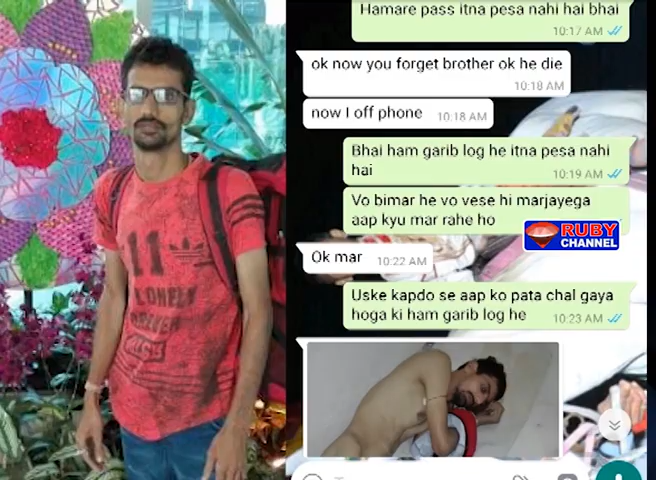 Hamare pass itna pesa nahi hai bhai
10:17 AM
ok now you forget brother ok he die
10:18 AM
now I off phone 10:18 AM
Bhai ham garib log he itna pesa nahi
hai 10:19 AM
Vo bimar he vo vese hi marjayega
aap kyu mar rahe ho
RUBY
CHANNEL
Ok mar 10:22 AM
Uske kapdo se aap ko pata chal gaya
hoga ki ham garib log he 10:23 AM
11
LONELY